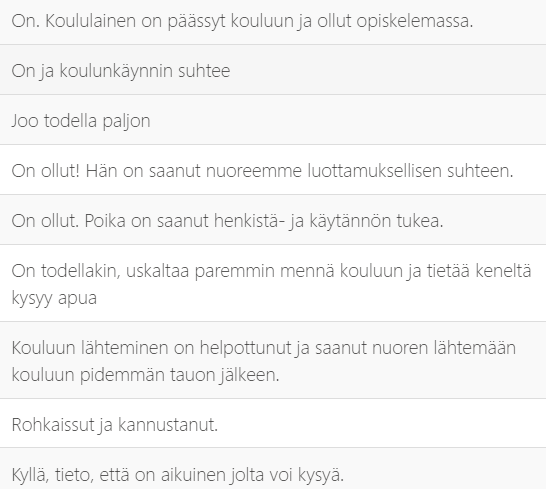 On. Koululainen on päässyt kouluun ja ollut opiskelemassa.
On ja koulunkäynnin suhtee
Joo todella paljon
On ollut! Hän on saanut nuoreemme luottamuksellisen suhteen.
On ollut. Poika on saanut henkistä- ja käytännön tukea.
On todellakin, uskaltaa paremmin mennä kouluun ja tietää keneltä
kysyy apua
Kouluun lähteminen on helpottunut ja saanut nuoren lähtemään
kouluun pidemmän tauon jälkeen.
Rohkaissut ja kannustanut.
Kyllä, tieto, että on aikuinen jolta voi kysyä.